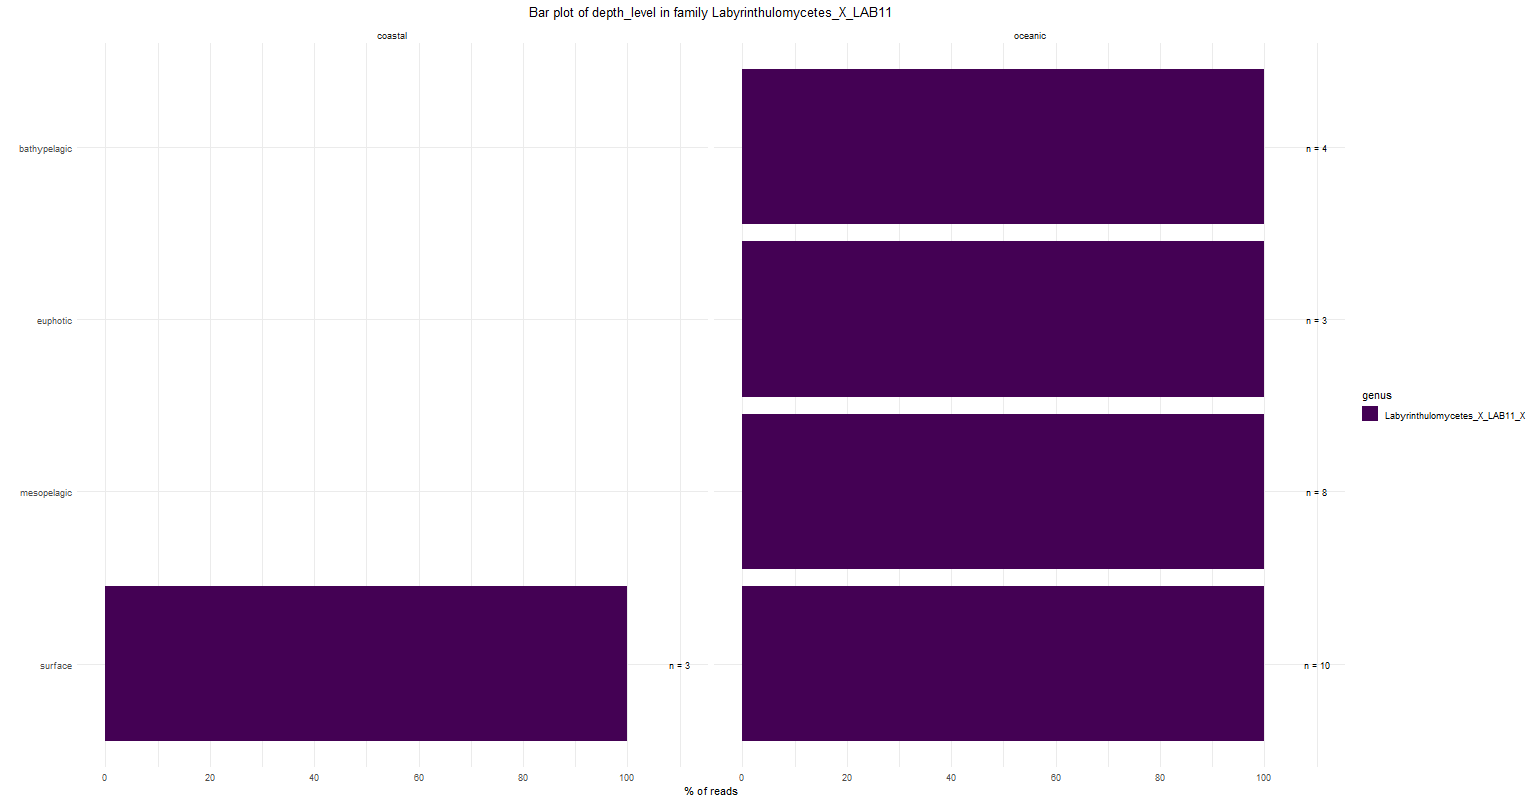 Bar plot of depth_level in family Labyrinthulomycetes_X_LAB11
coastal
oceanic
bathypelagic
n = 4
euphotic
n = 3
genus
Labyrinthulomycetes_X_LAB11_X
mesopelagic
n = 8
surface
n = 3
n = 10
0 20 40 60 80 100
0 20 40 60 80 100
% of reads